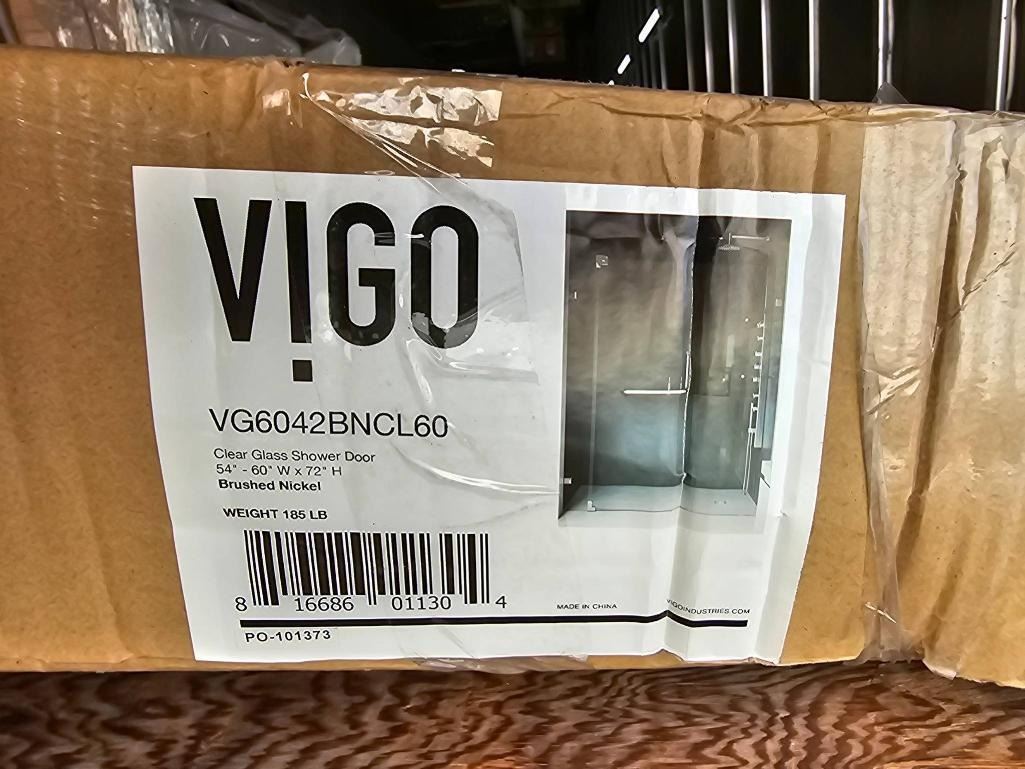 VIGO
VG6042BNCL60
Clear Glass Shower Door
54" - 60" W x 72" H
Brushed Nickel
WEIGHT 185 LB
8 16686 01130 4
MADE IN CHINA
VIGOINDUSTRIES.COM
PO-101373